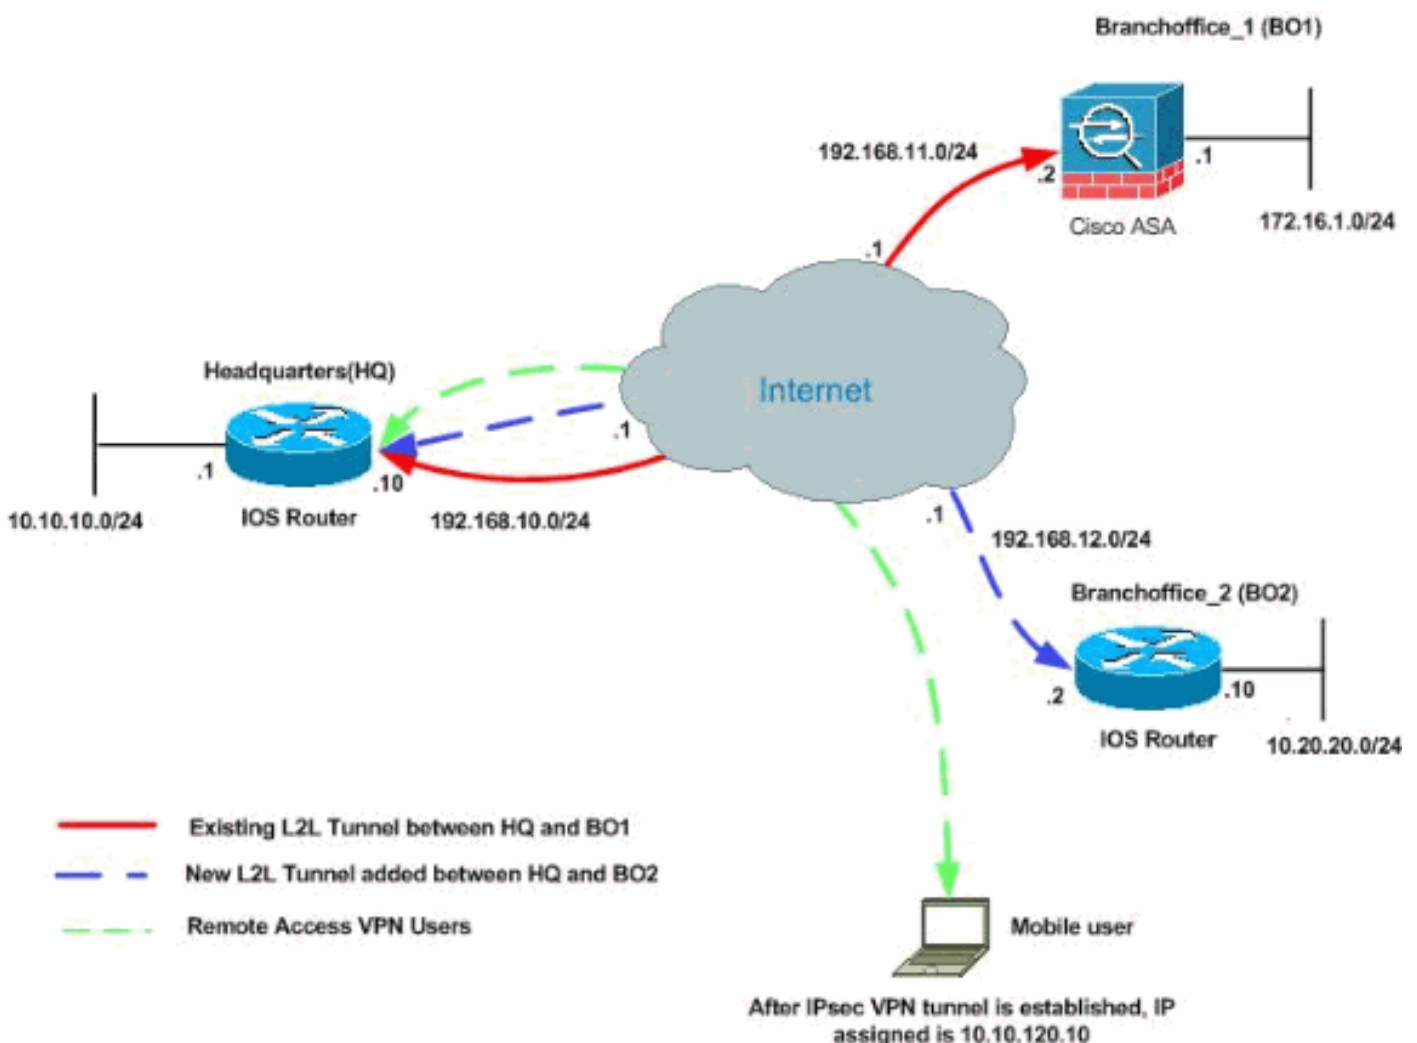 Branchoffice_1 (BO1)
192.168.11.0/24
.2
.1
Cisco ASA
172.16.1.0/24
.1
Headquarters(HQ)
Internet
.1
.1
.10
10.10.10.0/24
IOS Router
192.168.10.0/24
.1
192.168.12.0/24
Branchoffice_2 (BO2)
.2
.10
IOS Router
10.20.20.0/24
Existing L2L Tunnel between HQ and BO1
New L2L Tunnel added between HQ and BO2
Remote Access VPN Users
Mobile user
After IPsec VPN tunnel is established, IP
assigned is 10.10.120.10